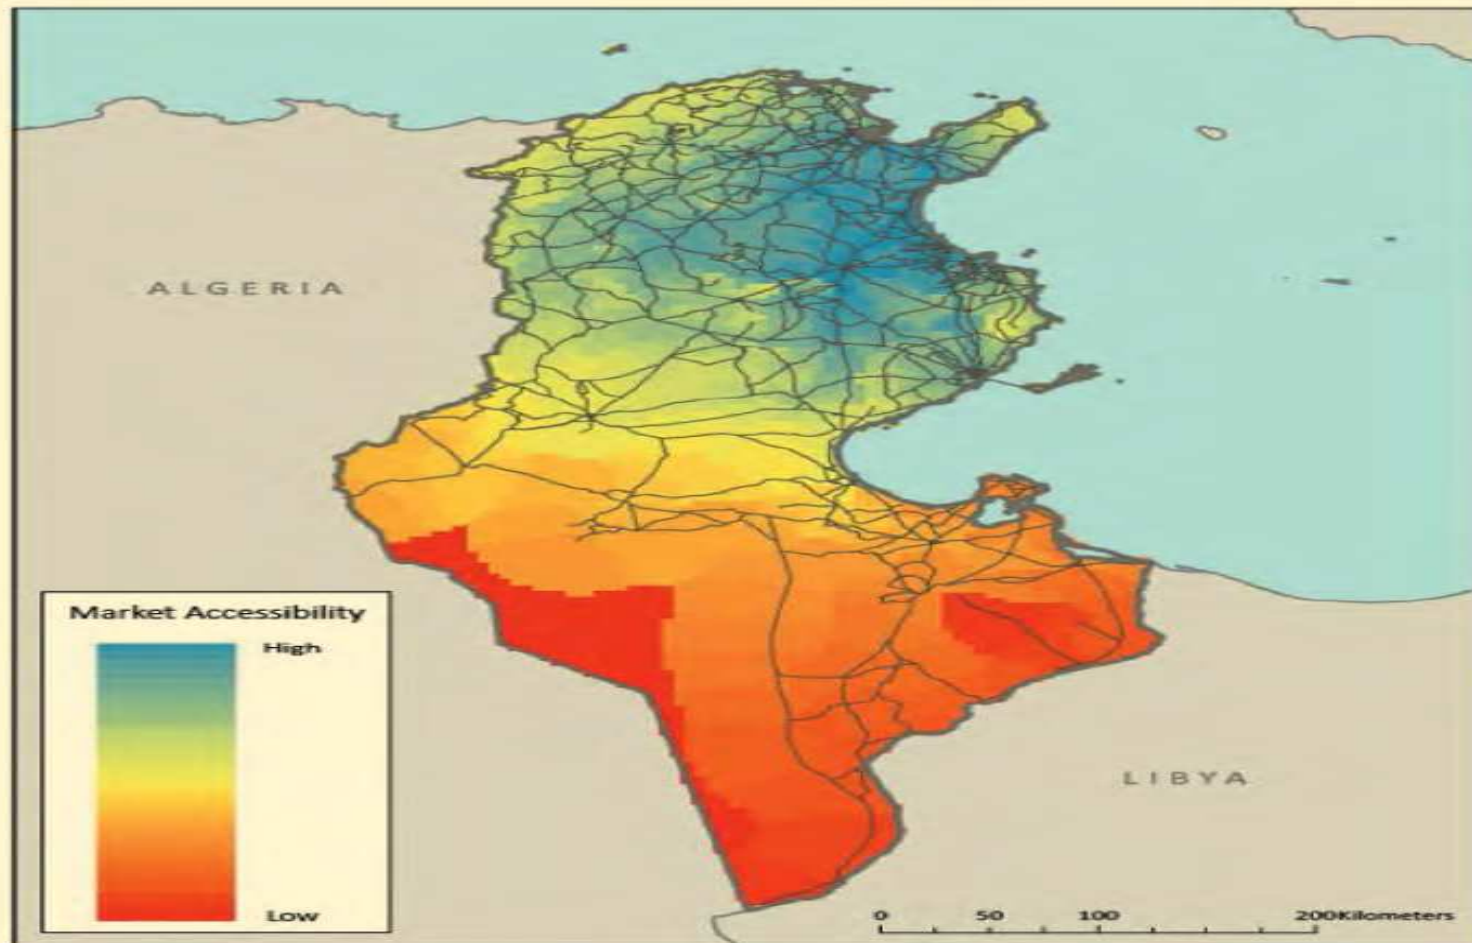 ALGERIA
Market Accessibility
High
Low
LIBYA
0 50 100 200Kilometers